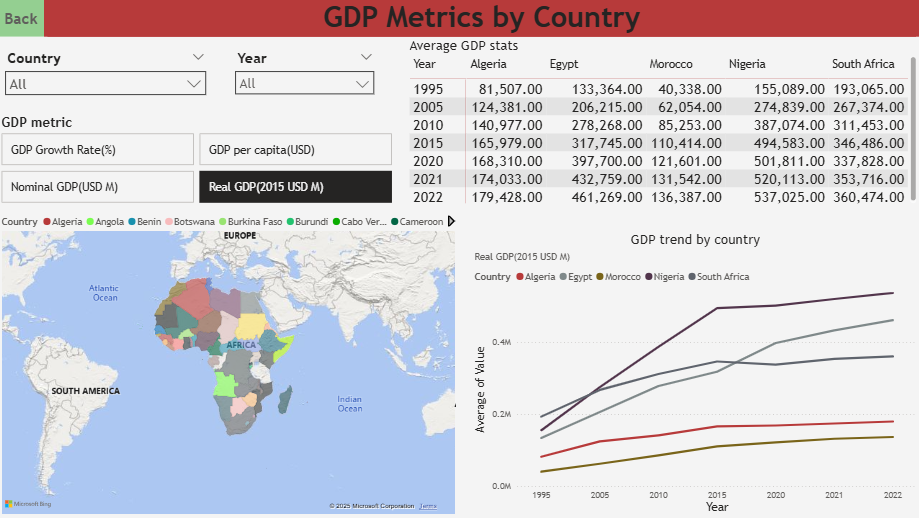 Back
GDP Metrics by Country
Country
Year
All
All
GDP metric
GDP Growth Rate(%)
GDP per capita(USD)
Nominal GDP(USD M)
Real GDP(2015 USD M)
Average GDP stats
Year Algeria Egypt Morocco Nigeria South Africa
1995 81,507.00 133,364.00 40,338.00 155,089.00 193,065.00
2005 124,381.00 206,215.00 62,054.00 274,839.00 267,374.00
2010 140,977.00 278,268.00 85,253.00 387,074.00 311,453.00
2015 165,979.00 317,745.00 110,414.00 494,583.00 346,486.00
2020 168,310.00 397,700.00 121,601.00 501,811.00 337,828.00
2021 174,033.00 432,759.00 131,542.00 520,113.00 353,716.00
2022 179,428.00 461,269.00 136,387.00 537,025.00 360,474.00
Country Algeria Angola Benin Botswana Burkina Faso Burundi Cabo Ver... Cameroon
EUROPE
Atlantic
Ocean
AFRICA
SOUTH AMERICA
Indian
Ocean
Microsoft Bing
© 2025 Microsoft Corporation Terms
GDP trend by country
Real GDP(2015 USD M)
Country Algeria Egypt Morocco Nigeria South Africa
Average of Value
0.4M
0.2M
0.0M
1995 2005 2010 2015 2020 2021 2022
Year